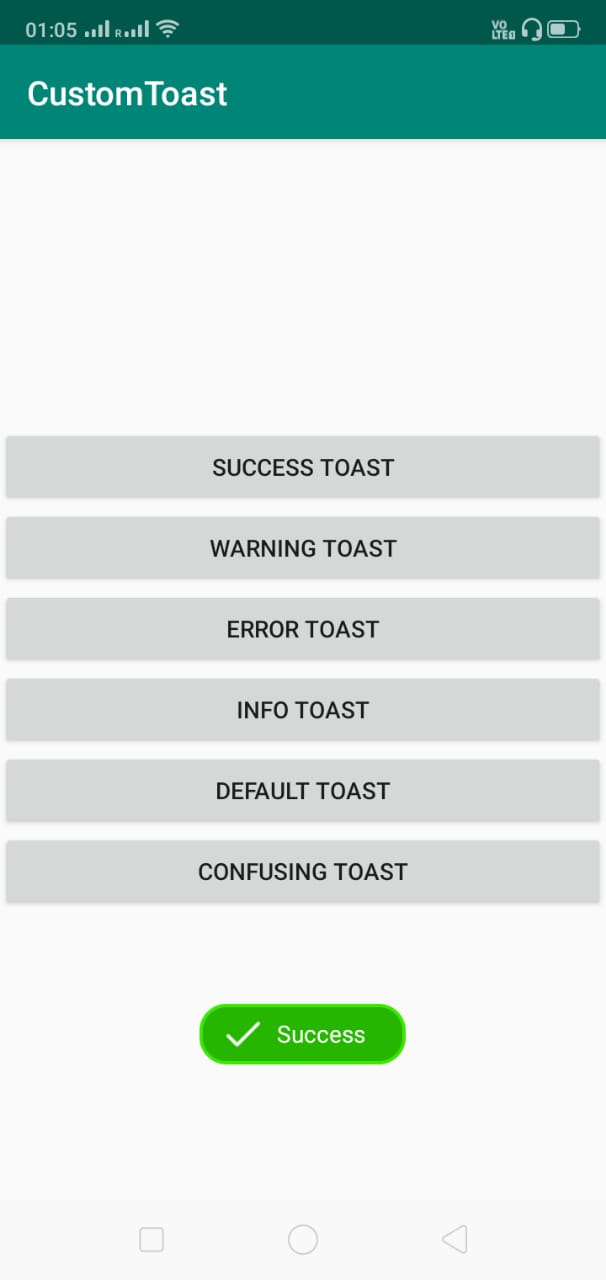 01:05 R VO LTE
CustomToast
SUCCESS TOAST
WARNING TOAST
ERROR TOAST
INFO TOAST
DEFAULT TOAST
CONFUSING TOAST
Success